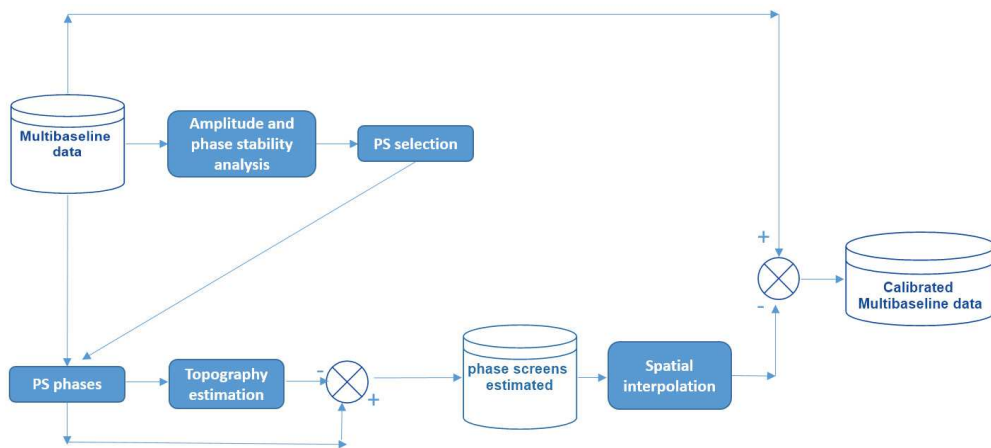 Multibaseline
data
Amplitude and
phase stability
analysis
PS selection
+
-
Calibrated
Multibaseline data
PS phases
Topography
estimation
-
+
phase screens
estimated
Spatial
interpolation